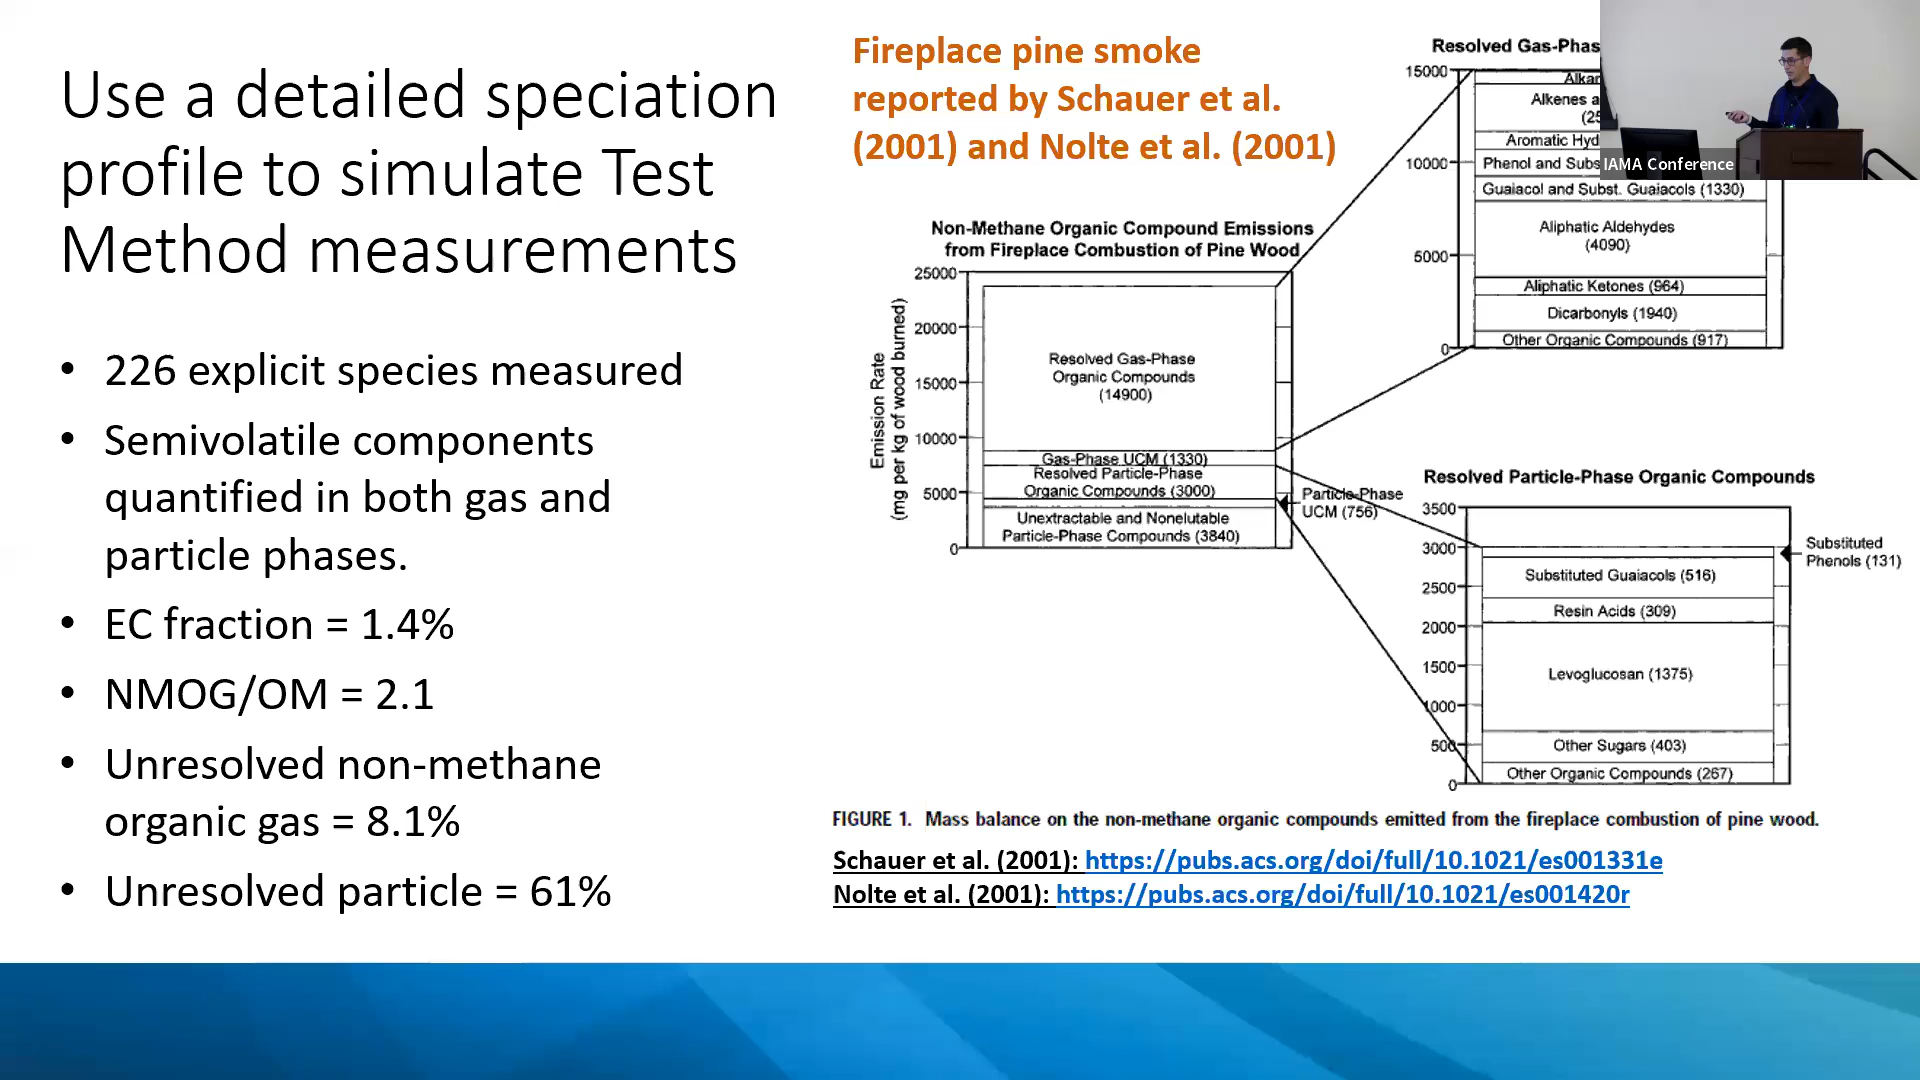 Use a detailed speciation
profile to simulate Test
Method measurements
• 226 explicit species measured
• Semivolatile components
quantified in both gas and
particle phases.
• EC fraction = 1.4%
• NMOG/OM = 2.1
• Unresolved non-methane
organic gas = 8.1%
• Unresolved particle = 61%
Fireplace pine smoke
reported by Schauer et al.
(2001) and Nolte et al. (2001)
Non-Methane Organic Compound Emissions
from Fireplace Combustion of Pine Wood
Emission Rate
(mg per kg of wood burned)
25000
20000
15000
10000
5000
0
Resolved Gas-Phase
Organic Compounds
(14900)
Gas-Phase UCM (1330)
Resolved Particle-Phase
Organic Compounds (3000)
Unextractable and Nonelutable
Particle-Phase Compounds (3840)
Particle-Phase
UCM (756)
Resolved
15000
10000
5000
0
Alkenes
Aromatic
Phenol and
Guaiacol and Subst. Guaiacols (1330)
Aliphatic Aldehydes
(4090)
Aliphatic Ketones (964)
Dicarbonyls (1940)
Other Organic Compounds (917)
IAMA Conference
Resolved Particle-Phase Organic Compounds
3500
3000
2500
2000
1500
1000
500
0
Substituted
Phenols (131)
Substituted Guaiacols (516)
Resin Acids (309)
Levoglucosan (1375)
Other Sugars (403)
Other Organic Compounds (267)
FIGURE 1. Mass balance on the non-methane organic compounds emitted from the fireplace combustion of pine wood.
Schauer et al. (2001): https://pubs.acs.org/doi/full/10.1021/es001331e
Nolte et al. (2001): https://pubs.acs.org/doi/full/10.1021/es001420r